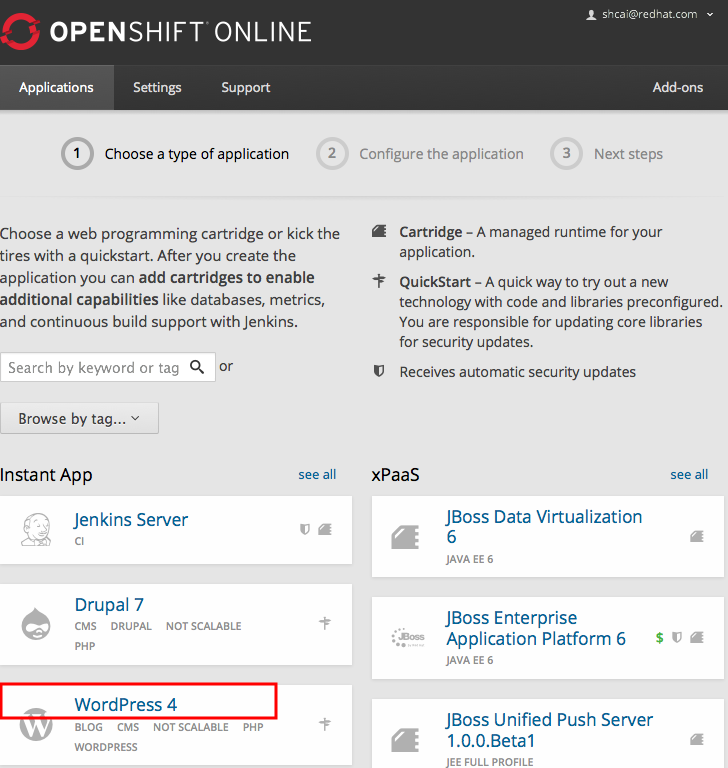 OPENSHIFT ONLINE
shcai@redhat.com
Applications
Settings
Support
Add-ons
1 Choose a type of application
2 Configure the application
3 Next steps
Choose a web programming cartridge or kick the
tires with a quickstart. After you create the
application you can add cartridges to enable
additional capabilities like databases, metrics,
and continuous build support with Jenkins.
Search by keyword or tag
or
Browse by tag...
Cartridge – A managed runtime for your
application.
QuickStart – A quick way to try out a new
technology with code and libraries preconfigured.
You are responsible for updating core libraries
for security updates.
Receives automatic security updates
Instant App
see all
Jenkins Server
CI
Drupal 7
CMS DRUPAL NOT SCALABLE
PHP
WordPress 4
BLOG CMS NOT SCALABLE PHP
WORDPRESS
xPaaS
see all
JBoss Data Virtualization
6
JAVA EE 6
JBoss
JBoss Enterprise
Application Platform 6
$
JAVA EE 6
JBoss Unified Push Server
1.0.0.Beta1
JEE FULL PROFILE